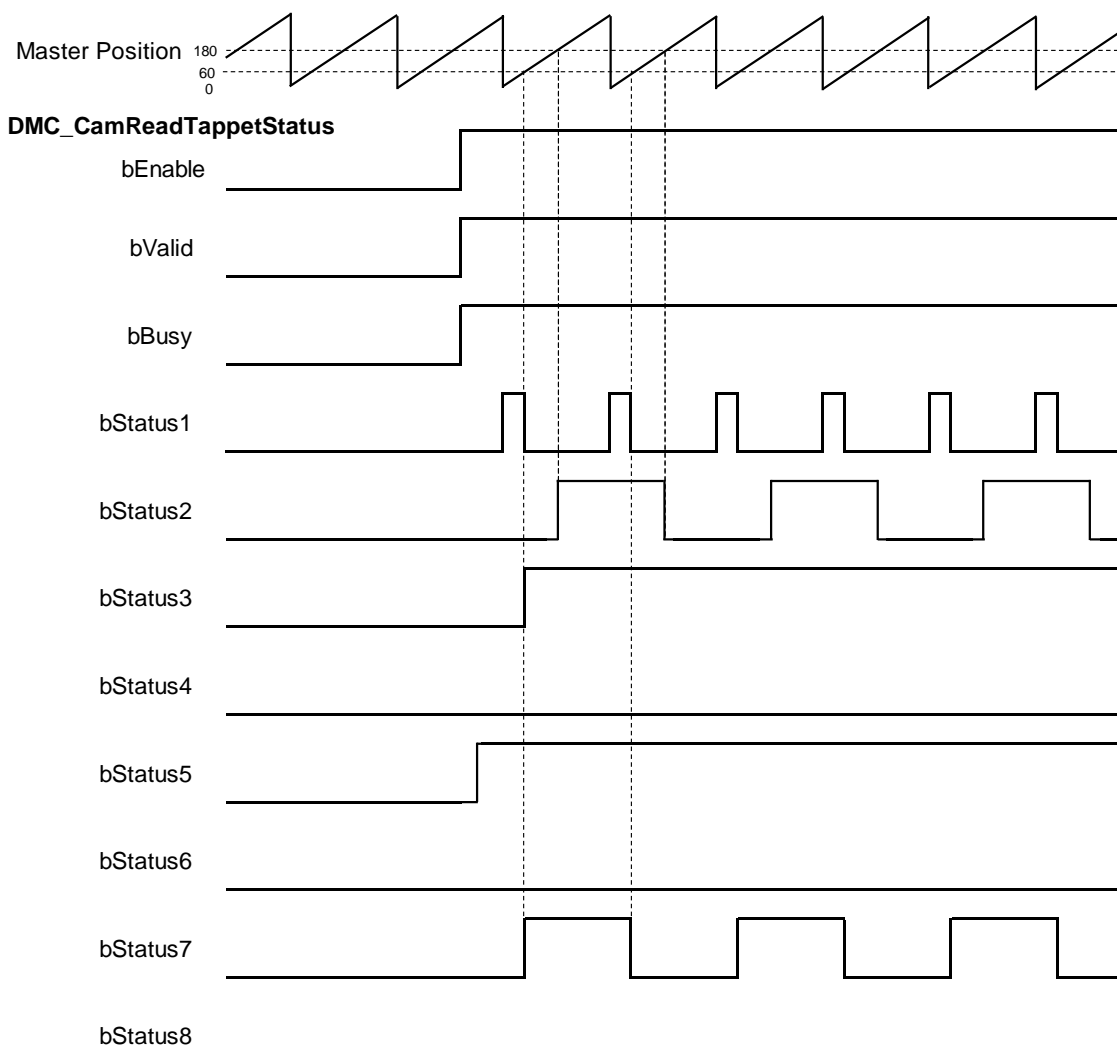 Master Position
180
60
0
DMC_CamReadTappetStatus
bEnable
bValid
bBusy
bStatus1
bStatus2
bStatus3
bStatus4
bStatus5
bStatus6
bStatus7
bStatus8